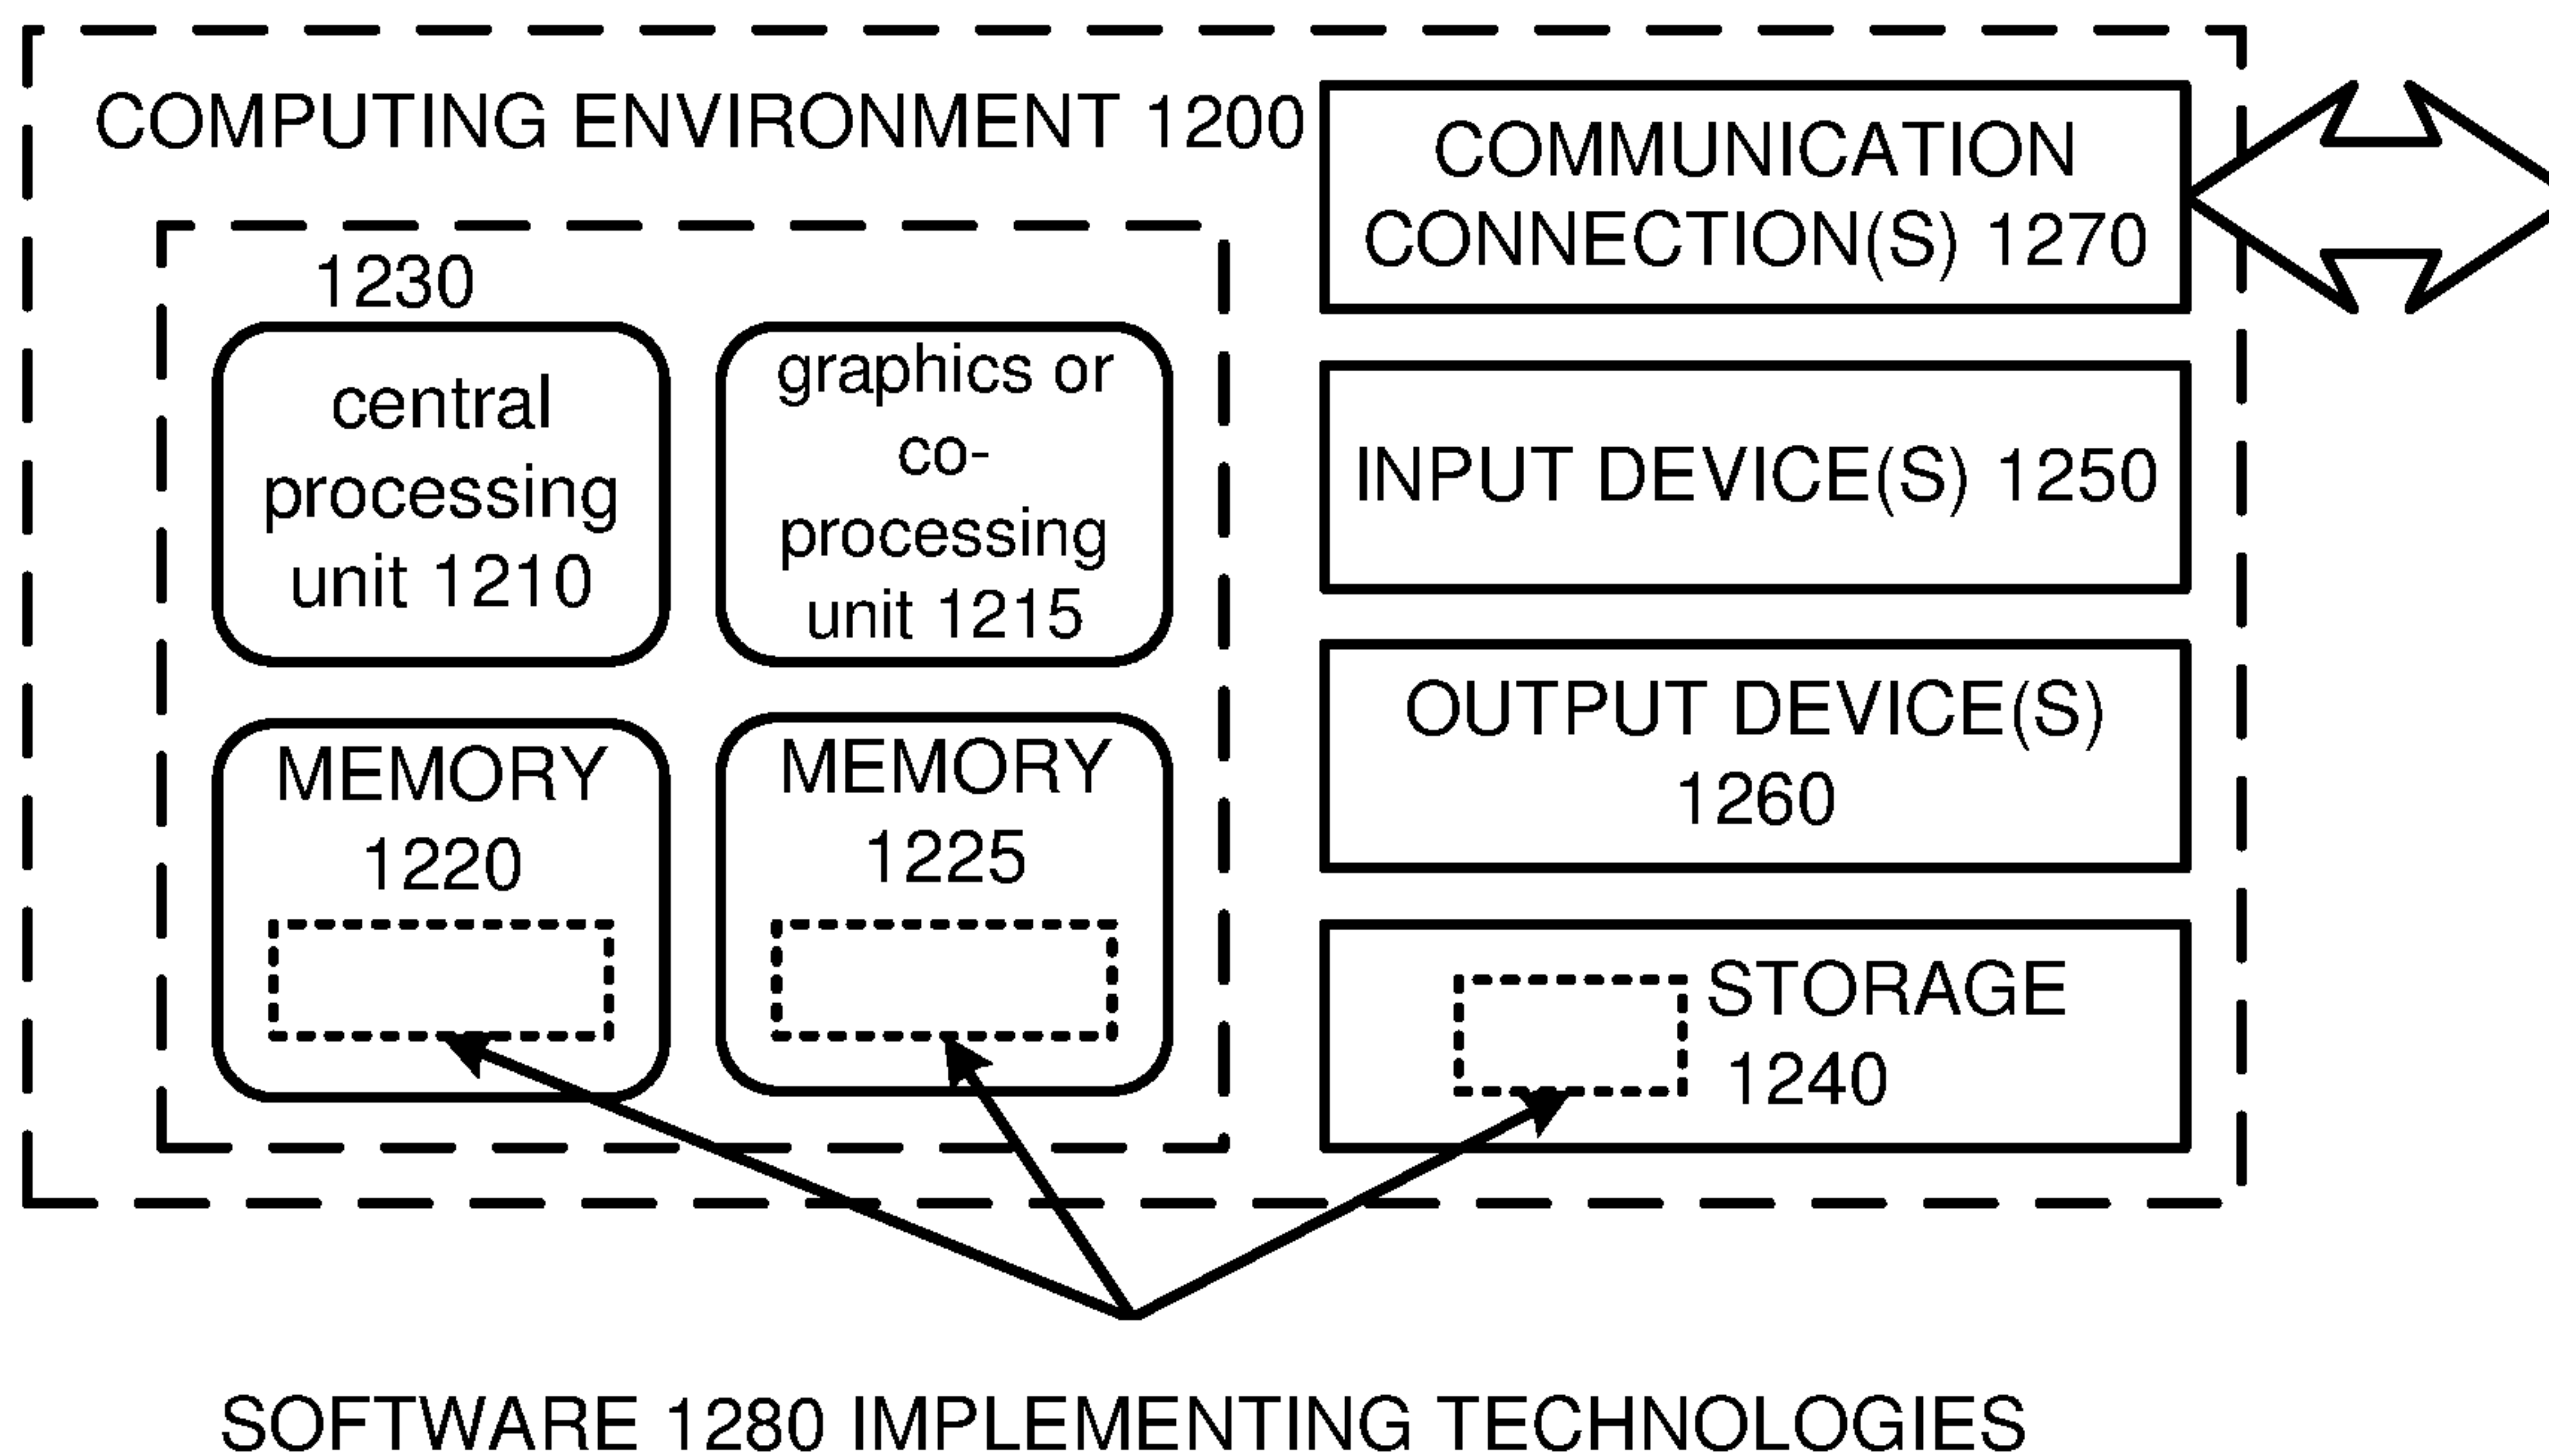 COMPUTING ENVIRONMENT 1200
COMMUNICATION
CONNECTION(S) 1270
1230
central
processing
unit 1210
graphics or
co-
processing
unit 1215
INPUT DEVICE(S) 1250
OUTPUT DEVICE(S)
1260
MEMORY
1220
MEMORY
1225
STORAGE
1240
SOFTWARE 1280 IMPLEMENTING TECHNOLOGIES